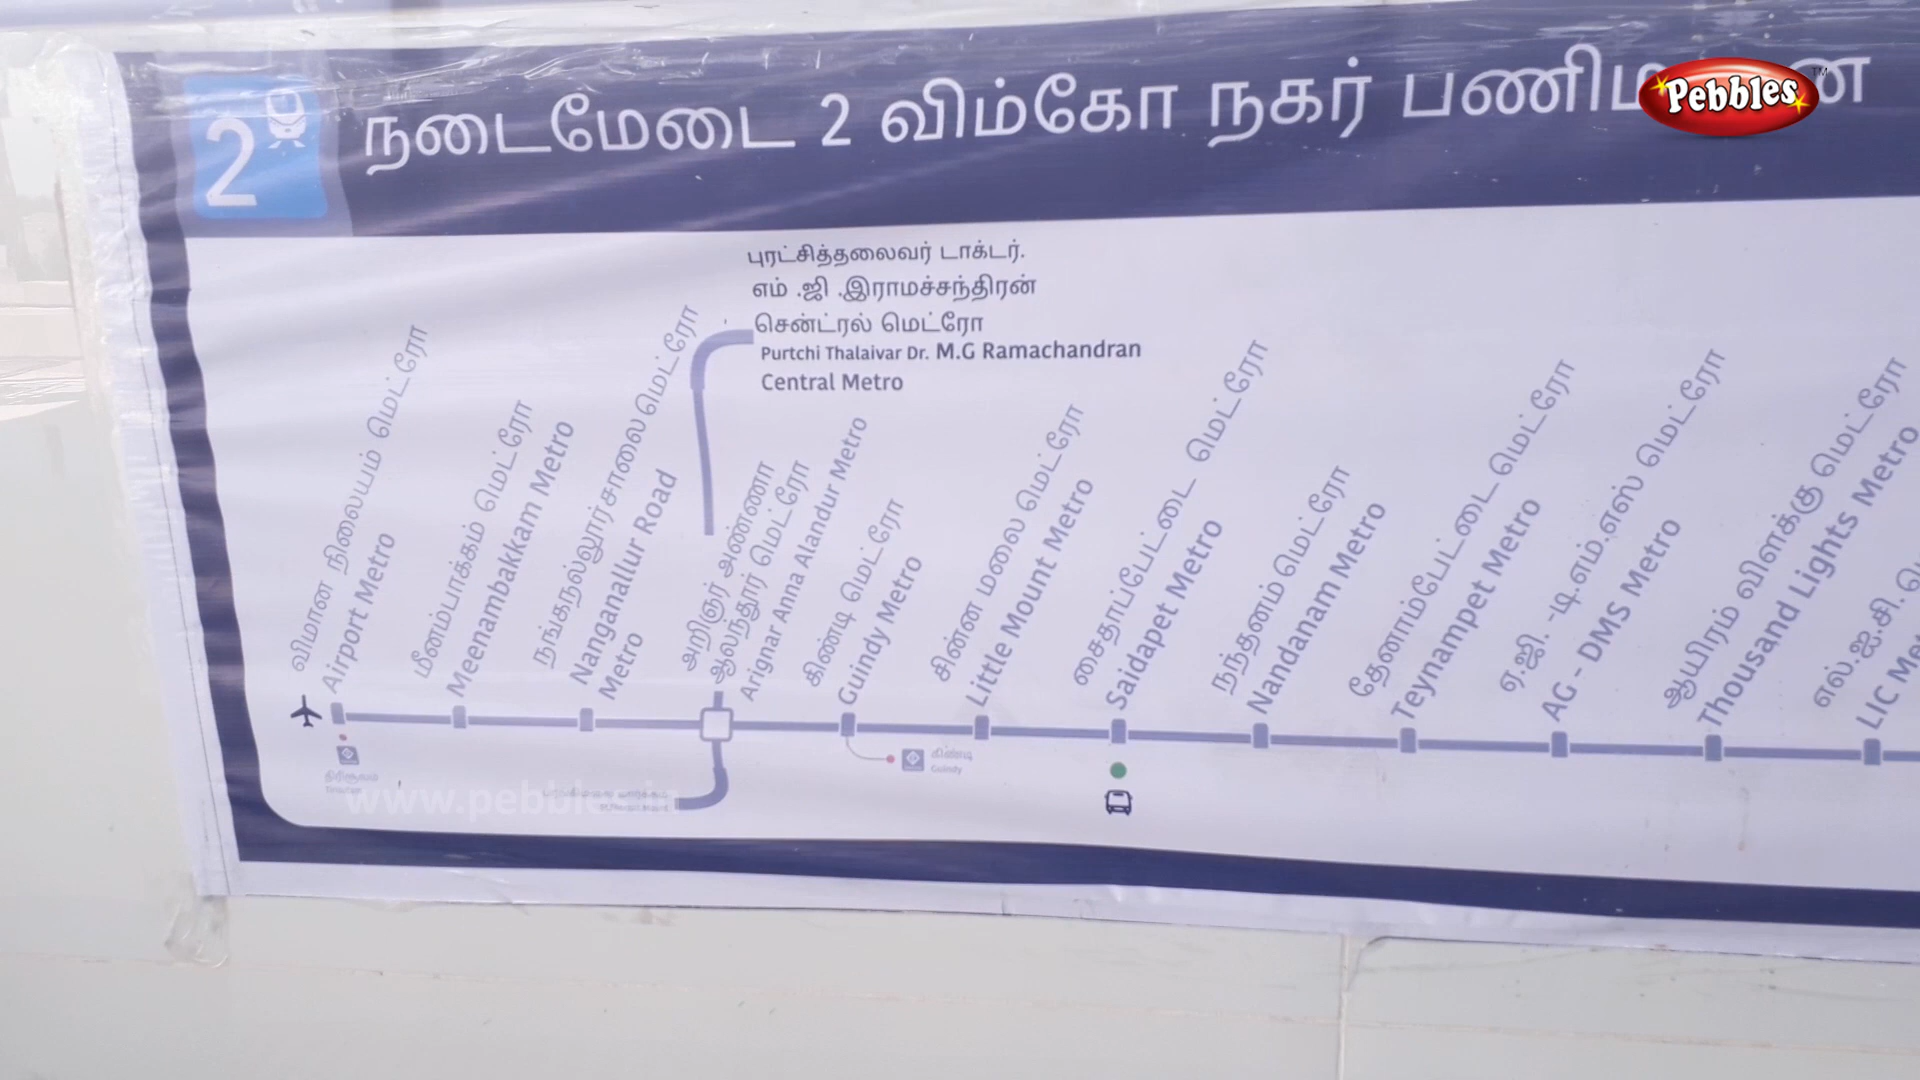 2
நடைமேடை 2 விம்கோ நகர்
Pebbles™
புரட்சித்தலைவர் டாக்டர்.
எம் .ஜி .இராமச்சந்திரன்
சென்ட்ரல் மெட்ரோ
Purtchi Thalaivar Dr. M.G Ramachandran
Central Metro
விமான நிலையம் மெட்ரோ
Airport Metro
மீனம்பாக்கம் மெட்ரோ
Meenambakkam Metro
நங்கநல்லூர்சாலை மெட்ரோ
Nanganallur Road
Metro
அறிஞர் அண்ணா
ஆலந்தூர் மெட்ரோ
Arignar Anna Alandur Metro
கிண்டி மெட்ரோ
Guindy Metro
சின்ன மலை மெட்ரோ
Little Mount Metro
சைதாப்பேட்டை மெட்ரோ
Saidapet Metro
நந்தனம் மெட்ரோ
Nandanam Metro
தேனாம்பேட்டை மெட்ரோ
Teynampet Metro
ஏ.ஜி. -டி.எம்.எஸ் மெட்ரோ
AG - DMS Metro
ஆயிரம் விளக்கு மெட்ரோ
Thousand Lights Metro
எல்.ஐ.சி.
LIC
கிண்டி
Guindy